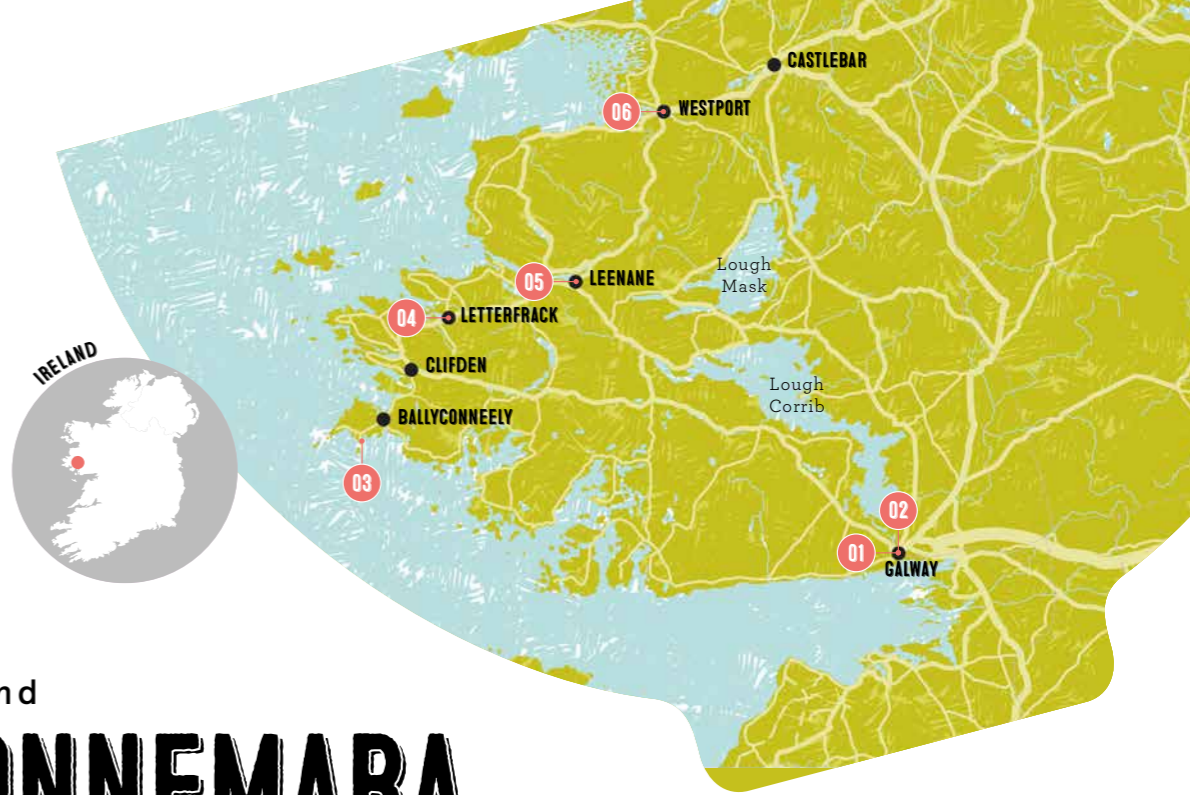 CASTLEBAR
06
WESTPORT
Lough
Mask
05
LEENANE
04
LETTERFRACK
IRELAND
CLIFDEN
Lough
Corrib
BALLYCONNEELY
03
02
01
GALWAY
nd
ONNEMARA